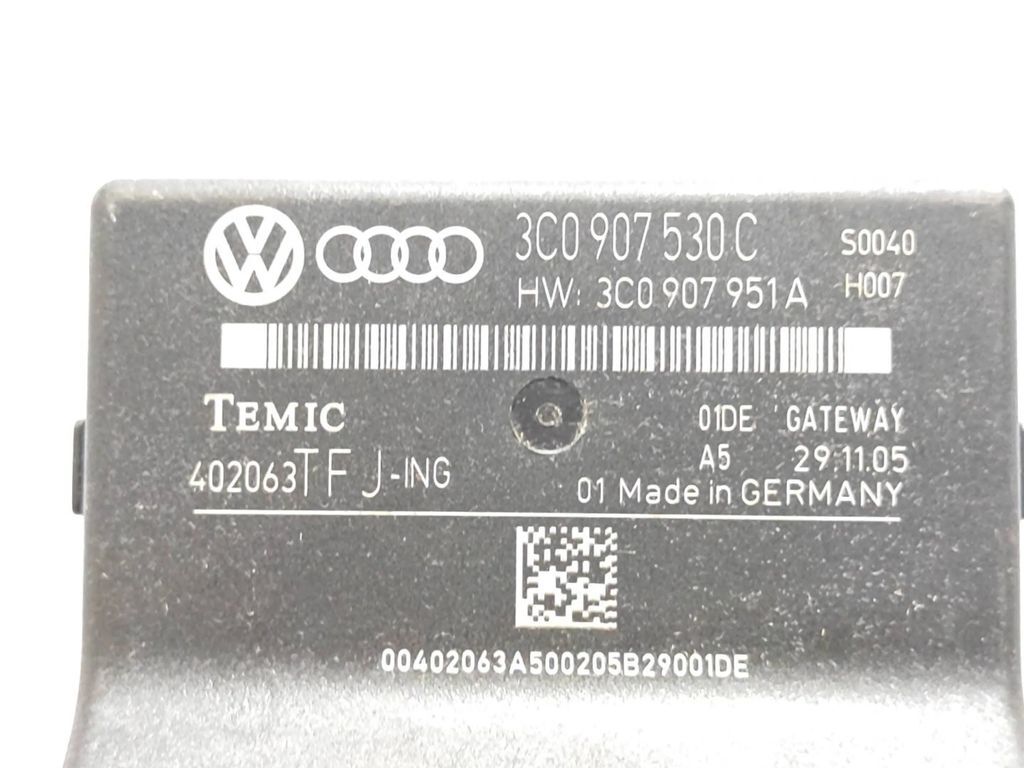 3C0 907 530 C S0040
HW: 3C0 907 951 A H007
TEMIC 01DE GATEWAY
A5 29.11.05
402063TFJ-ING
01 Made in GERMANY
00402063A500205B29001DE